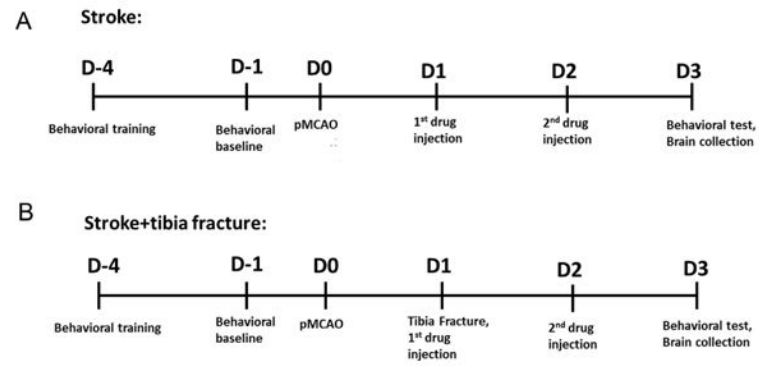 A
Stroke:
D-4 D-1 D0 D1 D2 D3
Behavioral training
Behavioral
baseline
pMCAO
1st drug
injection
2nd drug
injection
Behavioral test,
Brain collection
B
Stroke+tibia fracture:
D-4 D-1 D0 D1 D2 D3
Behavioral training
Behavioral
baseline
pMCAO
Tibia Fracture,
1st drug
injection
2nd drug
injection
Behavioral test,
Brain collection